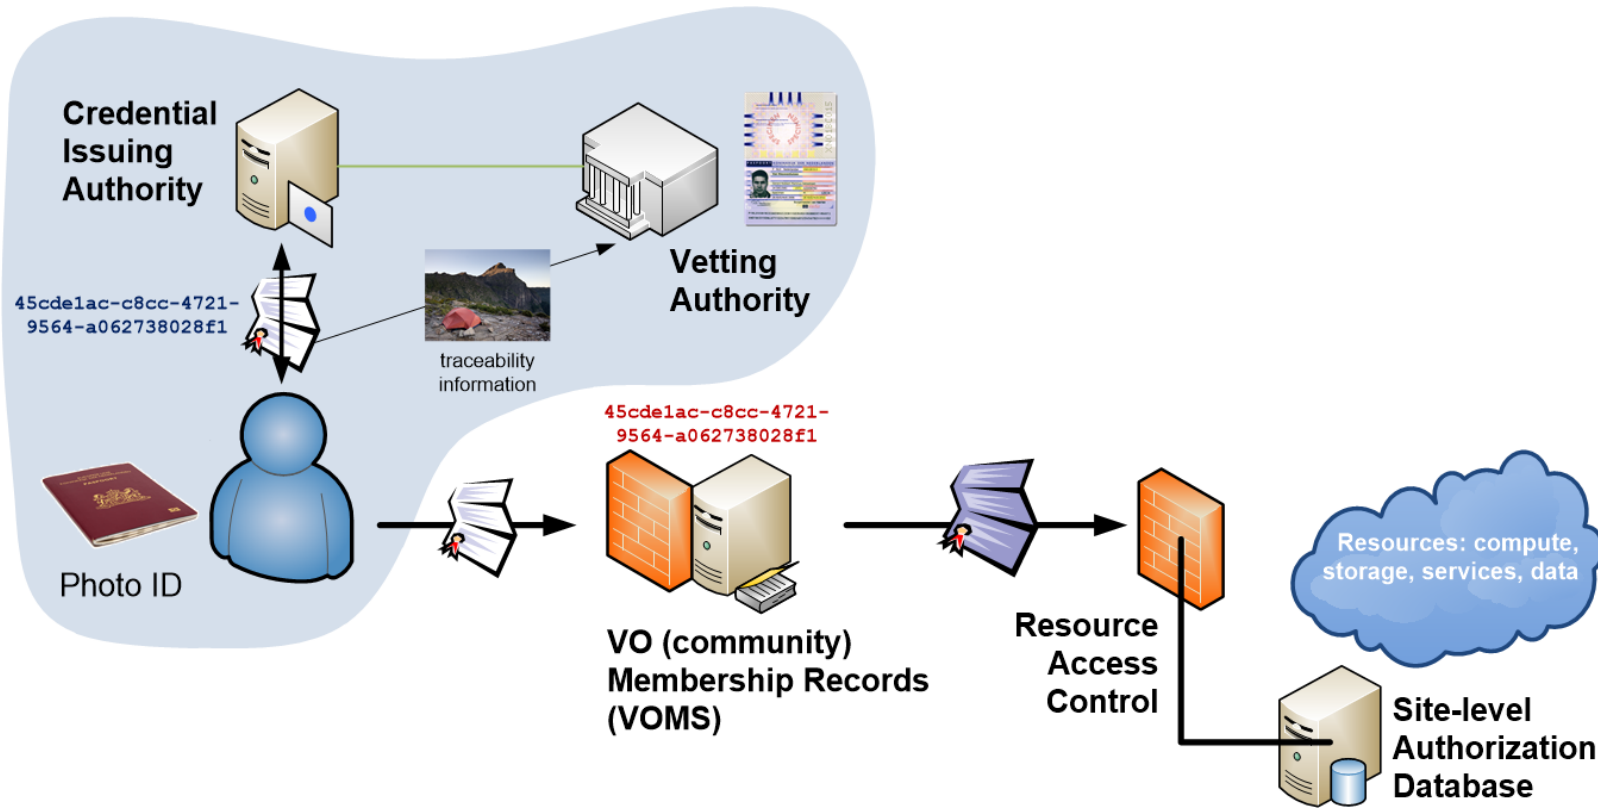 Credential
Issuing
Authority
Vetting
Authority
45cde1ac-c8cc-4721-
9564-a062738028f1
traceability
information
Photo ID
45cde1ac-c8cc-4721-
9564-a062738028f1
VO (community)
Membership Records
(VOMS)
Resource
Access
Control
Resources: compute,
storage, services, data
Site-level
Authorization
Database